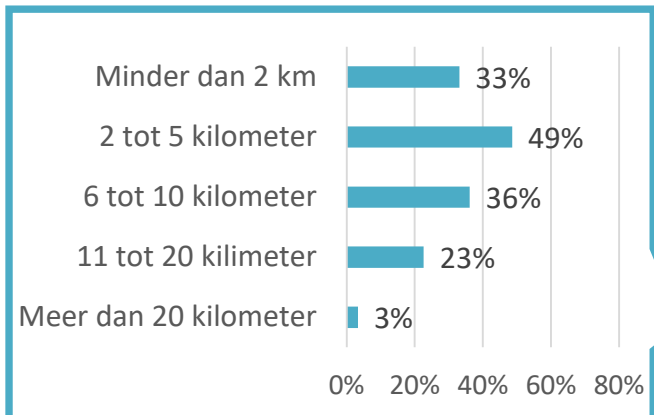 Minder dan 2 km 33%
2 tot 5 kilometer 49%
6 tot 10 kilometer 36%
11 tot 20 kilimeter 23%
Meer dan 20 kilometer 3%
0% 20% 40% 60% 80%